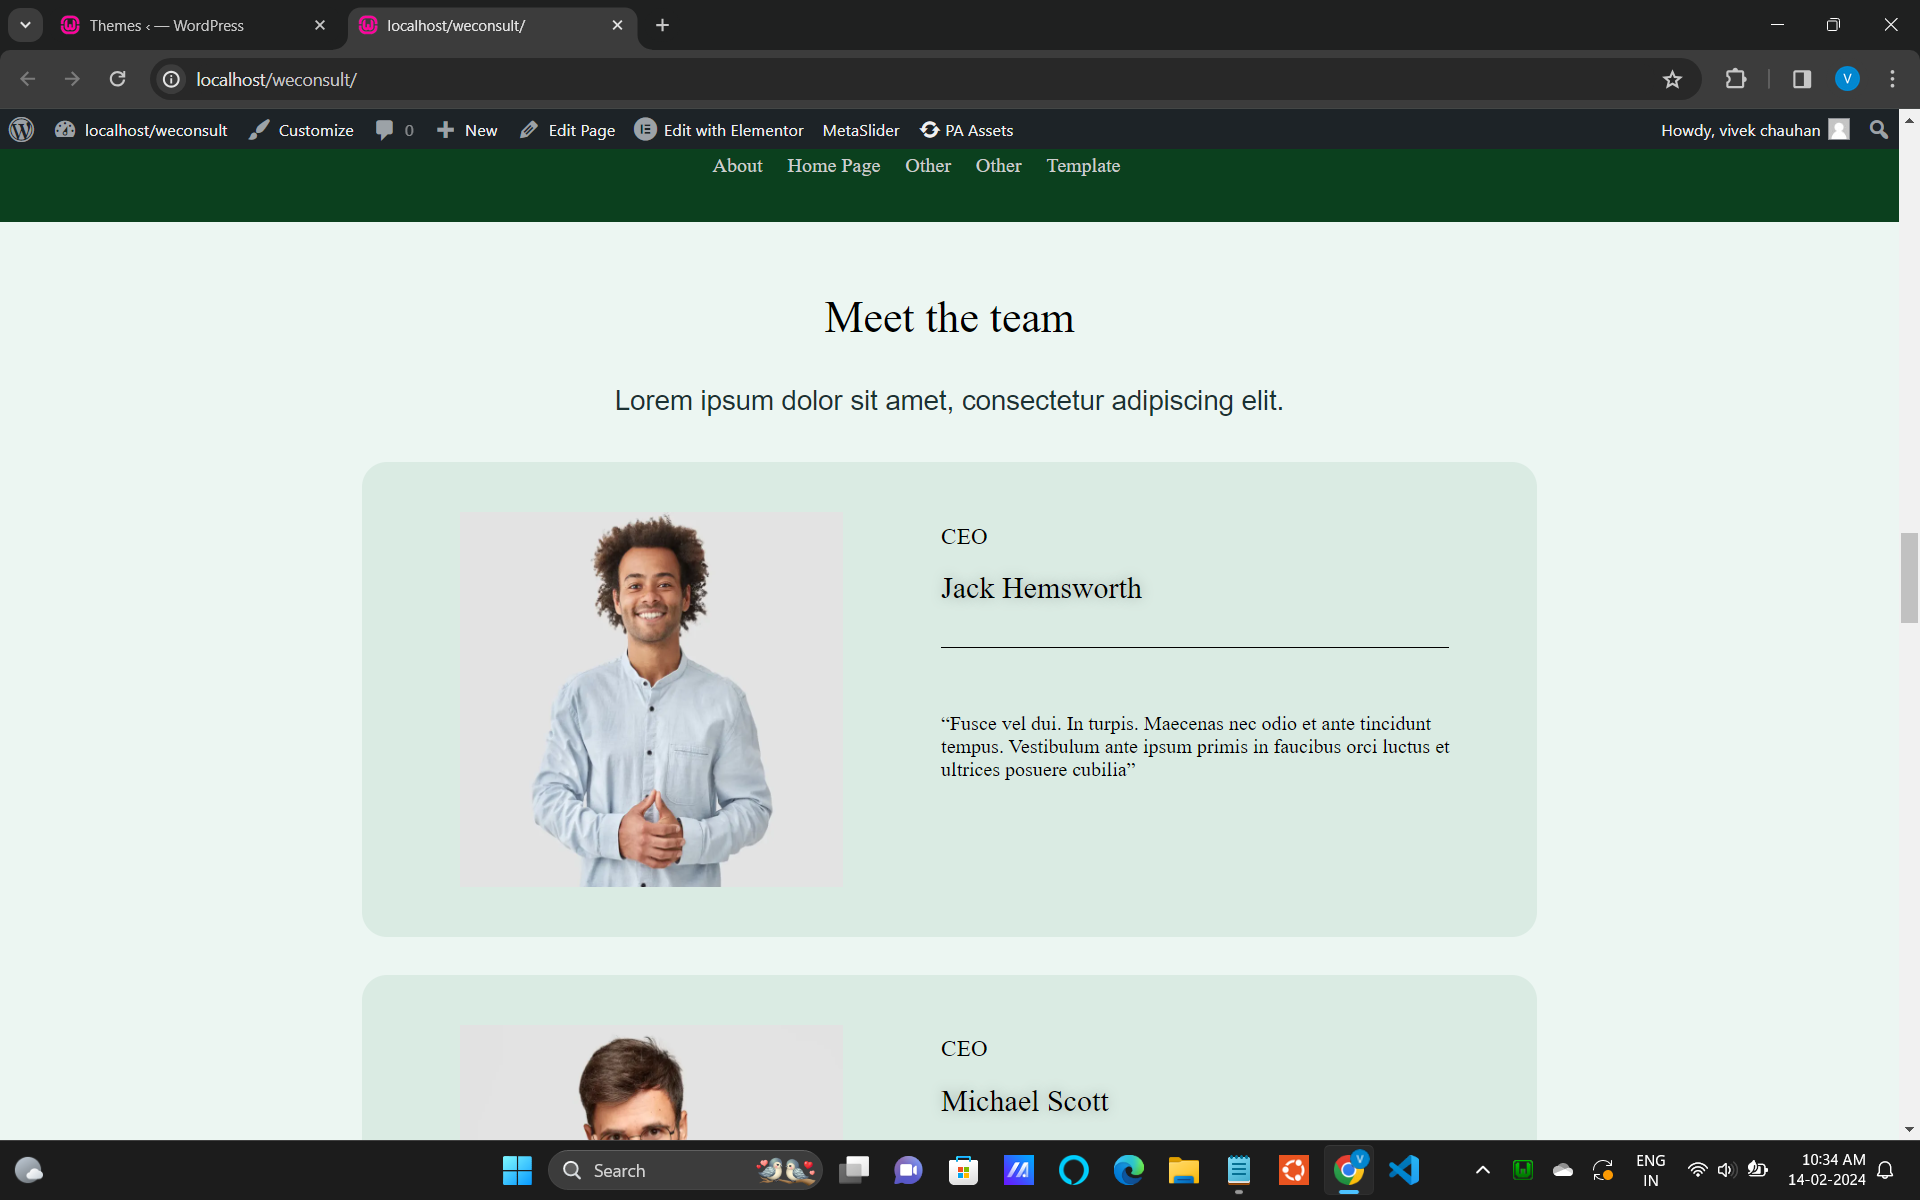 Themes ‹ — WordPress
localhost/weconsult/
localhost/weconsult/
localhost/weconsult Customize 0 New Edit Page Edit with Elementor MetaSlider PA Assets Howdy, vivek chauhan
About Home Page Other Other Template
Meet the team
Lorem ipsum dolor sit amet, consectetur adipiscing elit.
CEO
Jack Hemsworth
“Fusce vel dui. In turpis. Maecenas nec odio et ante tincidunt
tempus. Vestibulum ante ipsum primis in faucibus orci luctus et
ultrices posuere cubilia”
CEO
Michael Scott
Search
ENG
IN
10:34 AM
14-02-2024
V
V